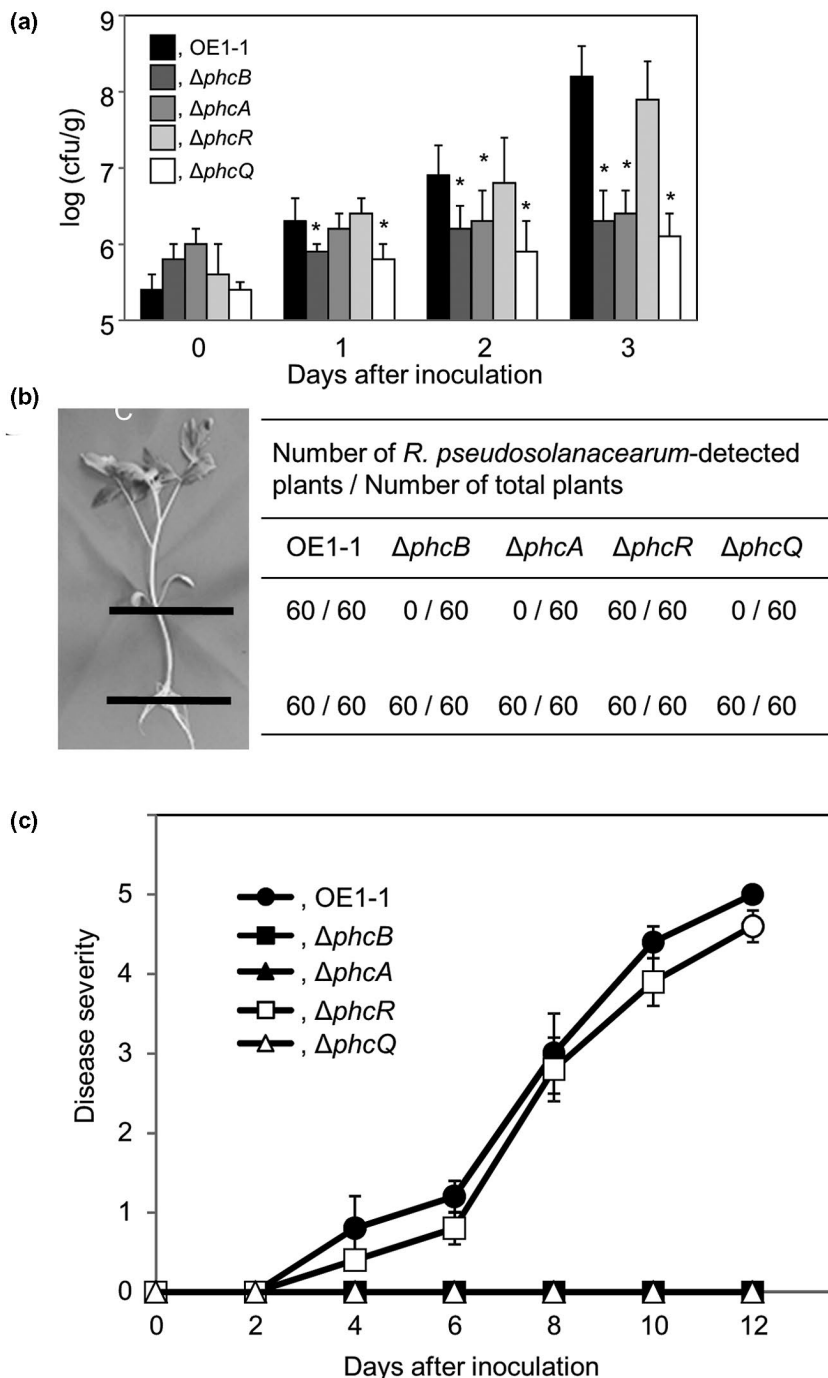 (a)
9
8
7
6
5
log (cfu/g)
, OE1-1
, ΔphcB
, ΔphcA
, ΔphcR
, ΔphcQ
*
*
*
*
*
*
*
*
0 1 2 3
Days after inoculation
(b)
Number of R. pseudosolanacearum-detected
plants / Number of total plants
OE1-1 ΔphcB ΔphcA ΔphcR ΔphcQ
60 / 60 0 / 60 0 / 60 60 / 60 0 / 60
60 / 60 60 / 60 60 / 60 60 / 60 60 / 60
(c)
5
4
3
2
1
0
Disease severity
, OE1-1
, ΔphcB
, ΔphcA
, ΔphcR
, ΔphcQ
0 2 4 6 8 10 12
Days after inoculation